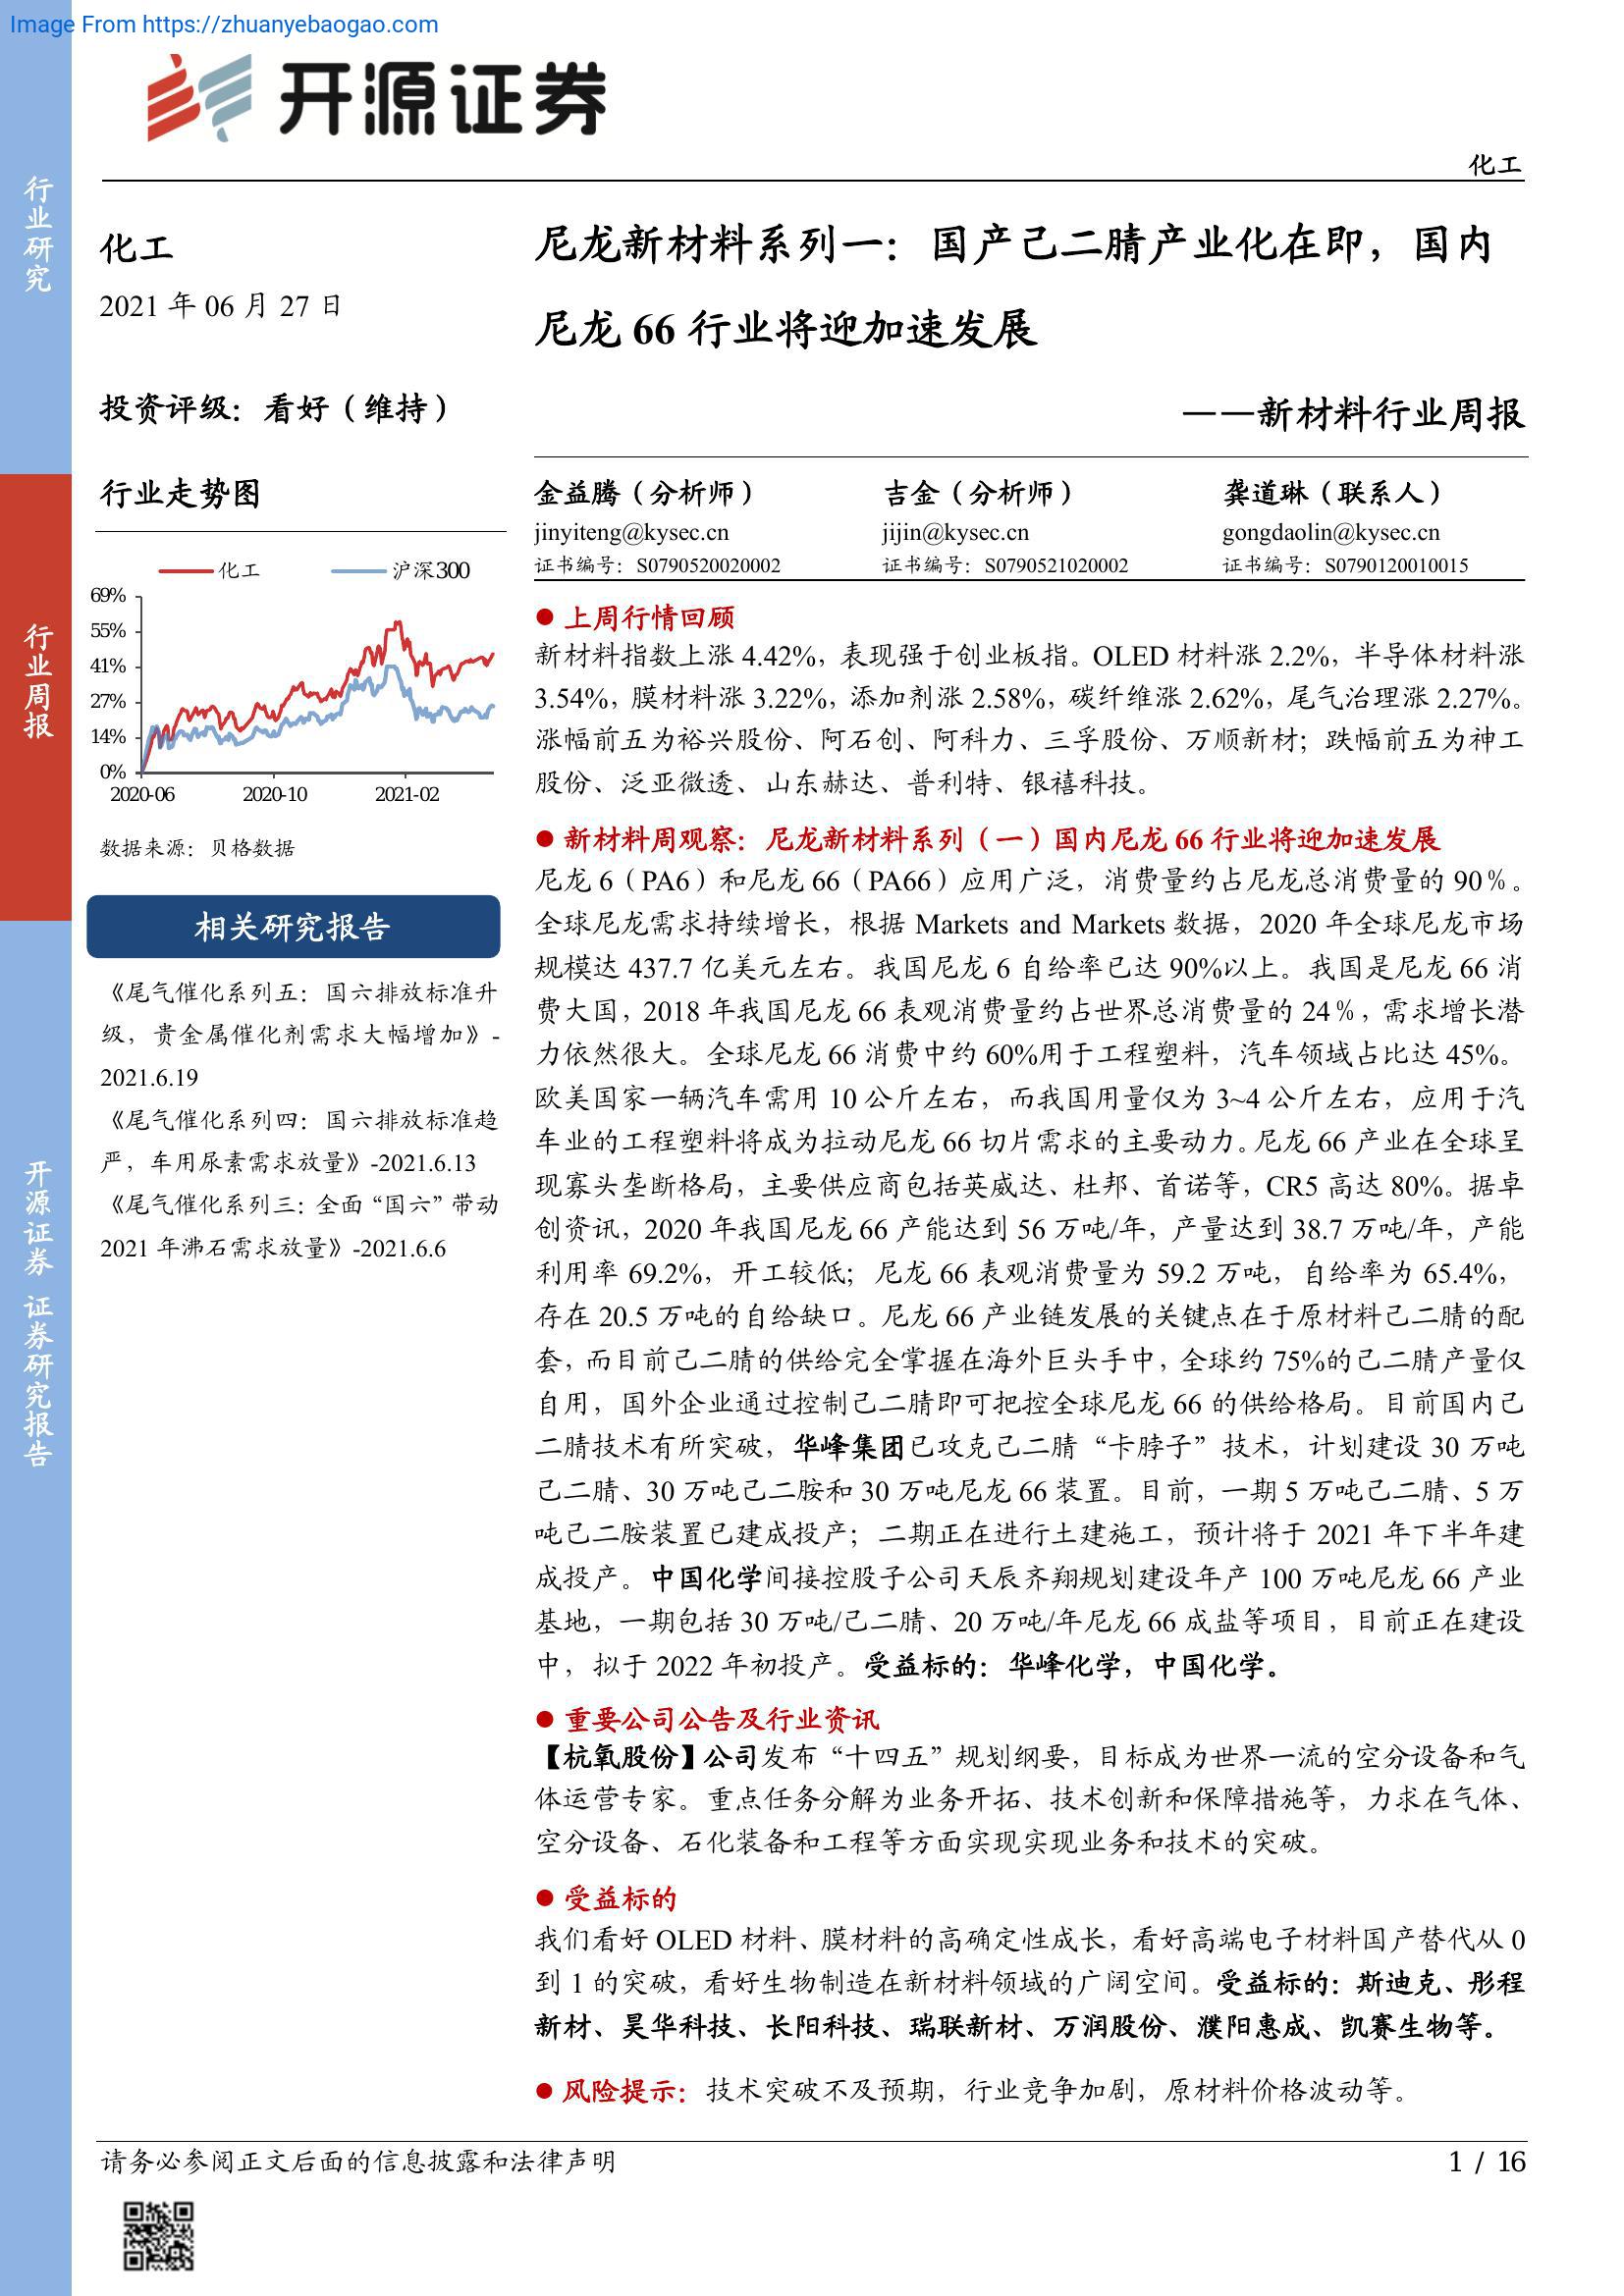 Image From https://zhuanyebaogao.com
开源证券
化工
行业研究
行业周报
开源证券 证券研究报告
化工
2021 年 06 月 27 日
投资评级：看好（维持）
行业走势图
化工 沪深300
69%
55%
41%
27%
14%
0%
2020-06 2020-10 2021-02
数据来源：贝格数据
相关研究报告
《尾气催化系列五：国六排放标准升
级，贵金属催化剂需求大幅增加》-
2021.6.19
《尾气催化系列四：国六排放标准趋
严，车用尿素需求放量》-2021.6.13
《尾气催化系列三：全面“国六”带动
2021 年沸石需求放量》-2021.6.6
尼龙新材料系列一：国产己二腈产业化在即，国内
尼龙 66 行业将迎加速发展
——新材料行业周报
金益腾（分析师） 吉金（分析师） 龚道琳（联系人）
jinyiteng@kysec.cn jijin@kysec.cn gongdaolin@kysec.cn
证书编号：S0790520020002 证书编号：S0790521020002 证书编号：S0790120010015
● 上周行情回顾
新材料指数上涨 4.42%，表现强于创业板指。OLED 材料涨 2.2%，半导体材料涨
3.54%，膜材料涨 3.22%，添加剂涨 2.58%，碳纤维涨 2.62%，尾气治理涨 2.27%。
涨幅前五为裕兴股份、阿石创、阿科力、三孚股份、万顺新材；跌幅前五为神工
股份、泛亚微透、山东赫达、普利特、银禧科技。
● 新材料周观察：尼龙新材料系列（一）国内尼龙 66 行业将迎加速发展
尼龙 6（PA6）和尼龙 66（PA66）应用广泛，消费量约占尼龙总消费量的 90％。
全球尼龙需求持续增长，根据 Markets and Markets 数据，2020 年全球尼龙市场
规模达 437.7 亿美元左右。我国尼龙 6 自给率已达 90%以上。我国是尼龙 66 消
费大国，2018 年我国尼龙 66 表观消费量约占世界总消费量的 24％，需求增长潜
力依然很大。全球尼龙 66 消费中约 60%用于工程塑料，汽车领域占比达 45%。
欧美国家一辆汽车需用 10 公斤左右，而我国用量仅为 3~4 公斤左右，应用于汽
车业的工程塑料将成为拉动尼龙 66 切片需求的主要动力。尼龙 66 产业在全球呈
现寡头垄断格局，主要供应商包括英威达、杜邦、首诺等，CR5 高达 80%。据卓
创资讯，2020 年我国尼龙 66 产能达到 56 万吨/年，产量达到 38.7 万吨/年，产能
利用率 69.2%，开工较低；尼龙 66 表观消费量为 59.2 万吨，自给率为 65.4%，
存在 20.5 万吨的自给缺口。尼龙 66 产业链发展的关键点在于原材料己二腈的配
套，而目前己二腈的供给完全掌握在海外巨头手中，全球约 75%的己二腈产量仅
自用，国外企业通过控制己二腈即可把控全球尼龙 66 的供给格局。目前国内己
二腈技术有所突破，华峰集团已攻克己二腈“卡脖子”技术，计划建设 30 万吨
己二腈、30 万吨己二胺和 30 万吨尼龙 66 装置。目前，一期 5 万吨己二腈、5 万
吨己二胺装置已建成投产；二期正在进行土建施工，预计将于 2021 年下半年建
成投产。中国化学间接控股子公司天辰齐翔规划建设年产 100 万吨尼龙 66 产业
基地，一期包括 30 万吨/己二腈、20 万吨/年尼龙 66 成盐等项目，目前正在建设
中，拟于 2022 年初投产。受益标的：华峰化学，中国化学。
● 重要公司公告及行业资讯
【杭氧股份】公司发布“十四五”规划纲要，目标成为世界一流的空分设备和气
体运营专家。重点任务分解为业务开拓、技术创新和保障措施等，力求在气体、
空分设备、石化装备和工程等方面实现实现业务和技术的突破。
● 受益标的
我们看好 OLED 材料、膜材料的高确定性成长，看好高端电子材料国产替代从 0
到 1 的突破，看好生物制造在新材料领域的广阔空间。受益标的：斯迪克、彤程
新材、昊华科技、长阳科技、瑞联新材、万润股份、濮阳惠成、凯赛生物等。
● 风险提示：技术突破不及预期，行业竞争加剧，原材料价格波动等。
请务必参阅正文后面的信息披露和法律声明
1 / 16